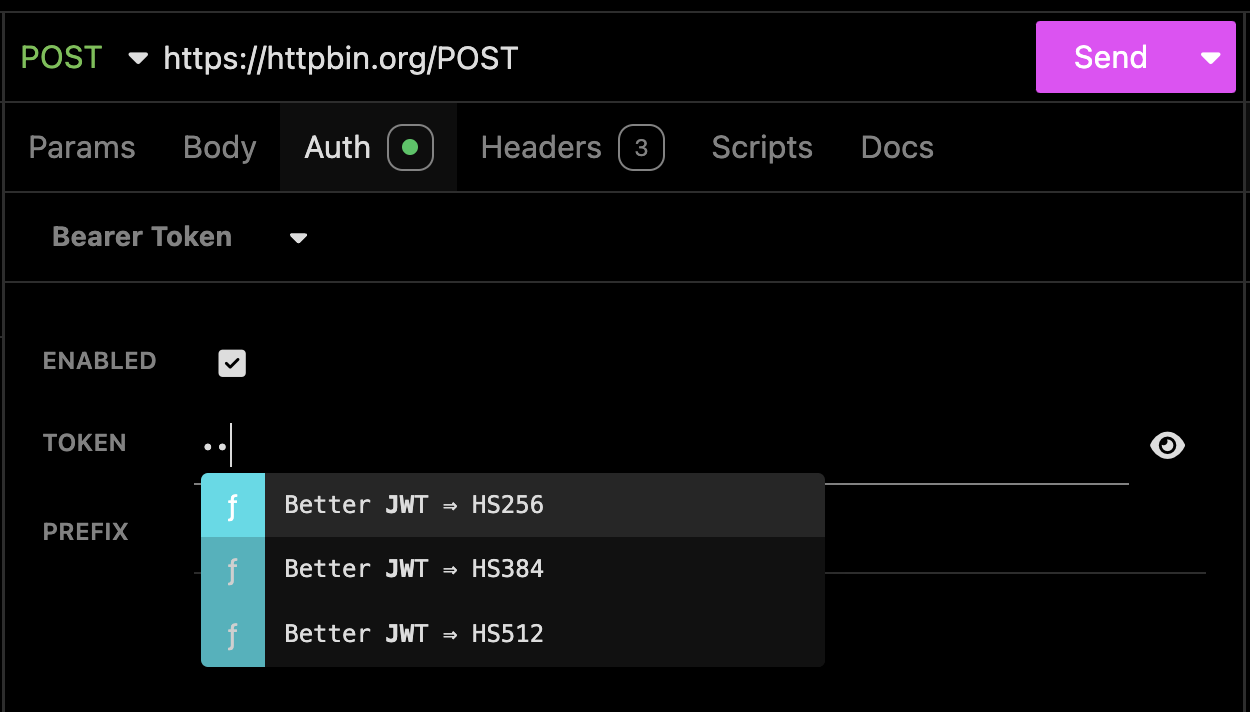 POST https://httpbin.org/POST Send
Params Body Auth Headers 3 Scripts Docs
Bearer Token
ENABLED
TOKEN ••
ƒ Better JWT ⇒ HS256
PREFIX
ƒ Better JWT ⇒ HS384
ƒ Better JWT ⇒ HS512